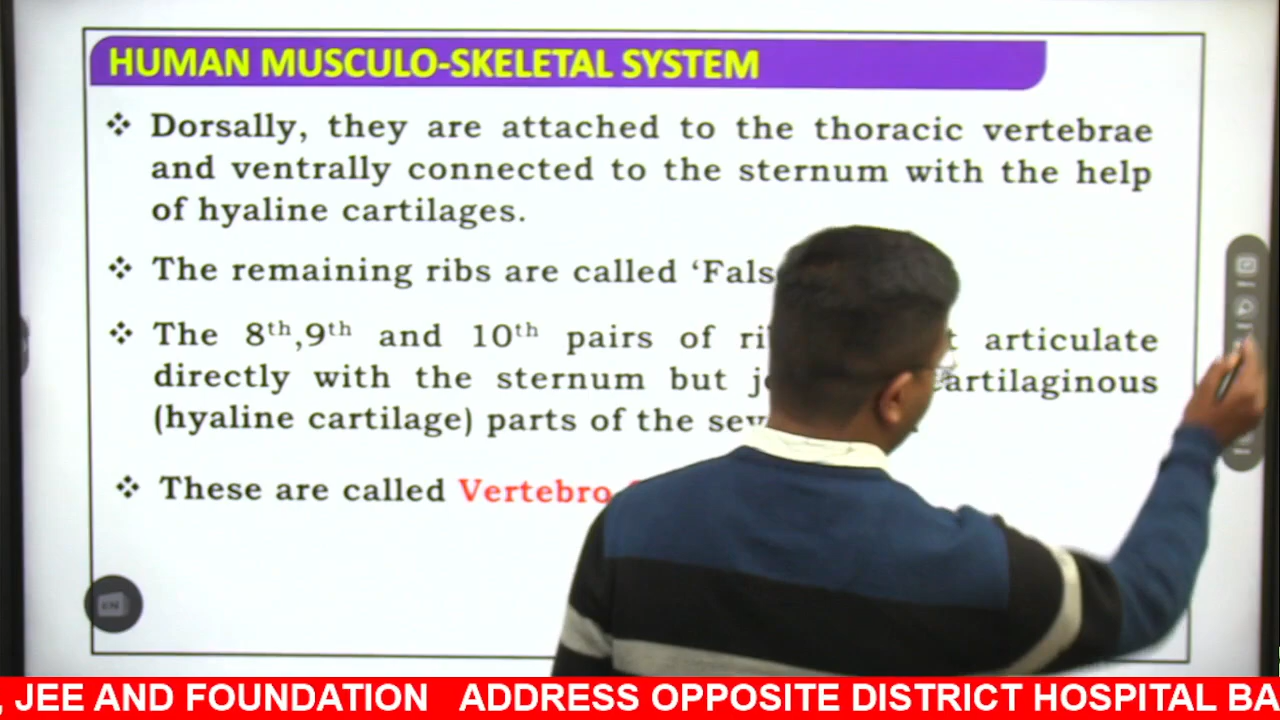 HUMAN MUSCULO-SKELETAL SYSTEM
❖ Dorsally, they are attached to the thoracic vertebrae
and ventrally connected to the sternum with the help
of hyaline cartilages.
❖ The remaining ribs are called ‘Fals
❖ The 8th,9th and 10th pairs of ri t articulate
directly with the sternum but j artilaginous
(hyaline cartilage) parts of the sev
❖ These are called Vertebro
EN
, JEE AND FOUNDATION ADDRESS OPPOSITE DISTRICT HOSPITAL BA